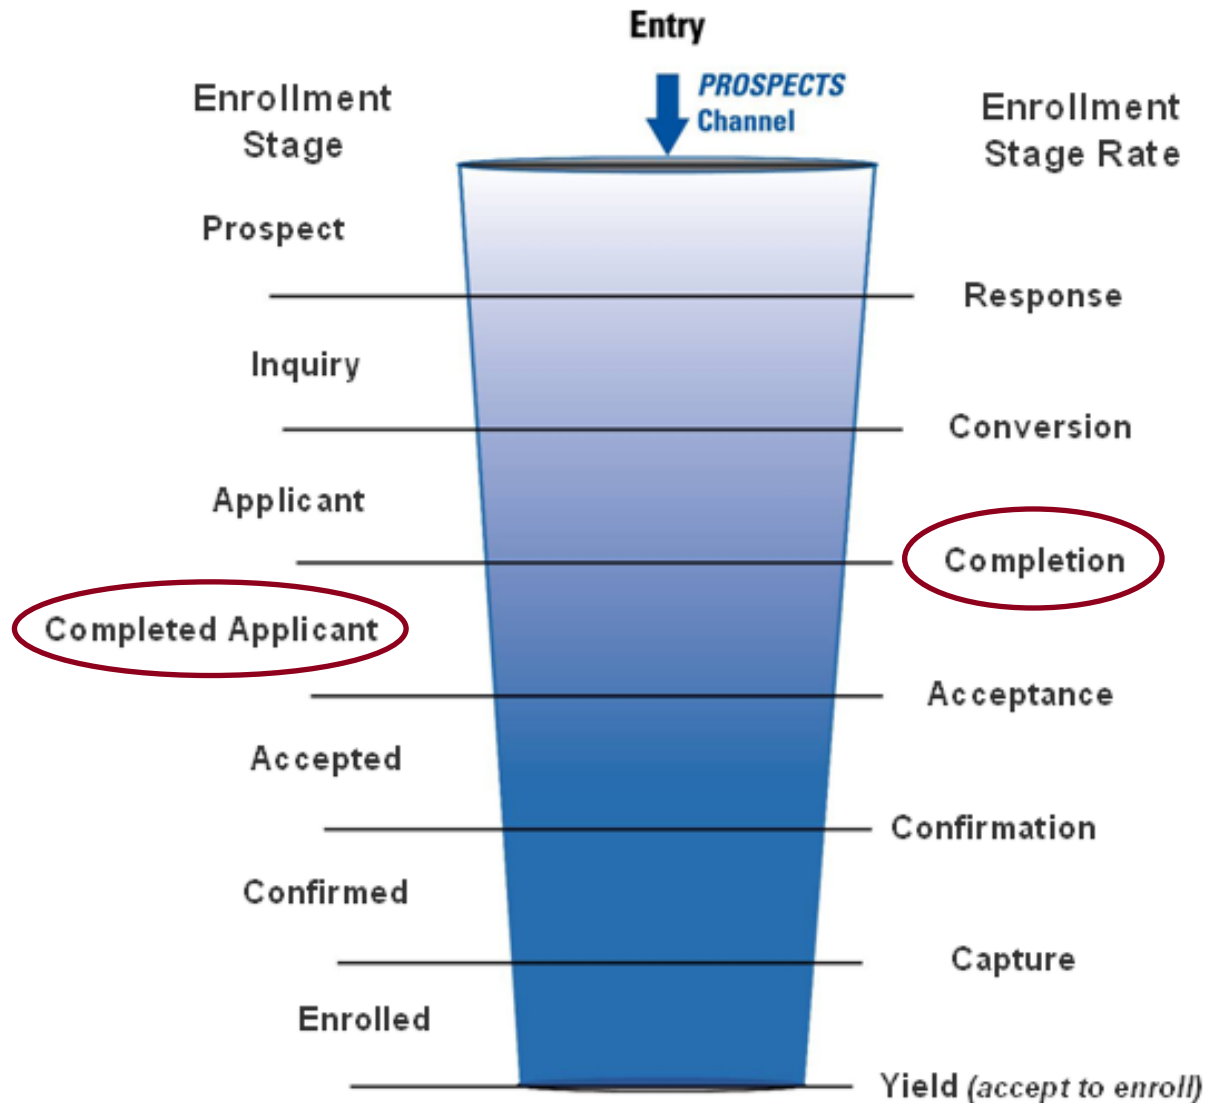 Entry
PROSPECTS
Channel
Enrollment
Stage
Enrollment
Stage Rate
Prospect
Response
Inquiry
Conversion
Applicant
Completion
Completed Applicant
Acceptance
Accepted
Confirmation
Confirmed
Capture
Enrolled
Yield (accept to enroll)